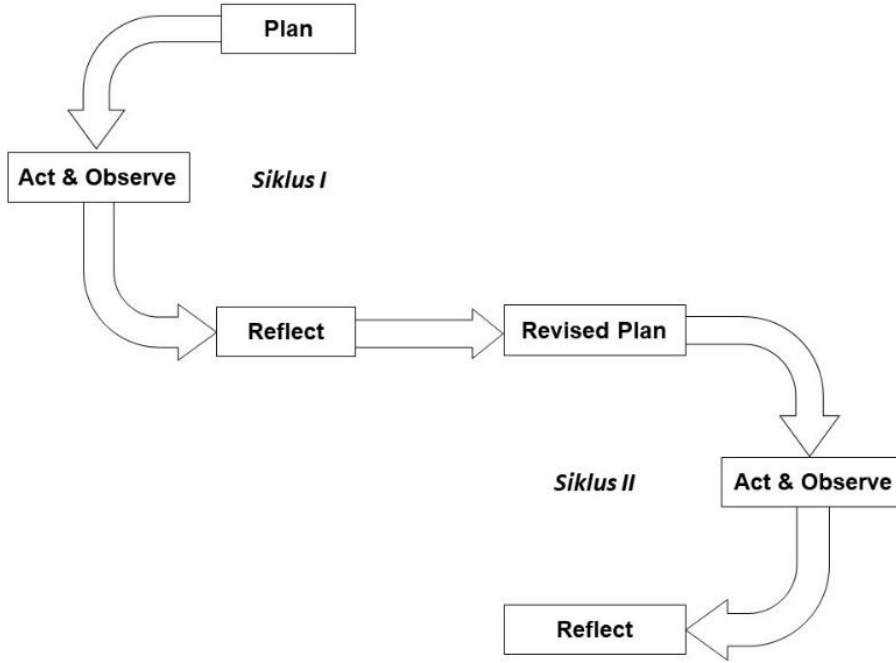 Plan
Act & Observe
Siklus I
Reflect
Revised Plan
Siklus II
Act & Observe
Reflect